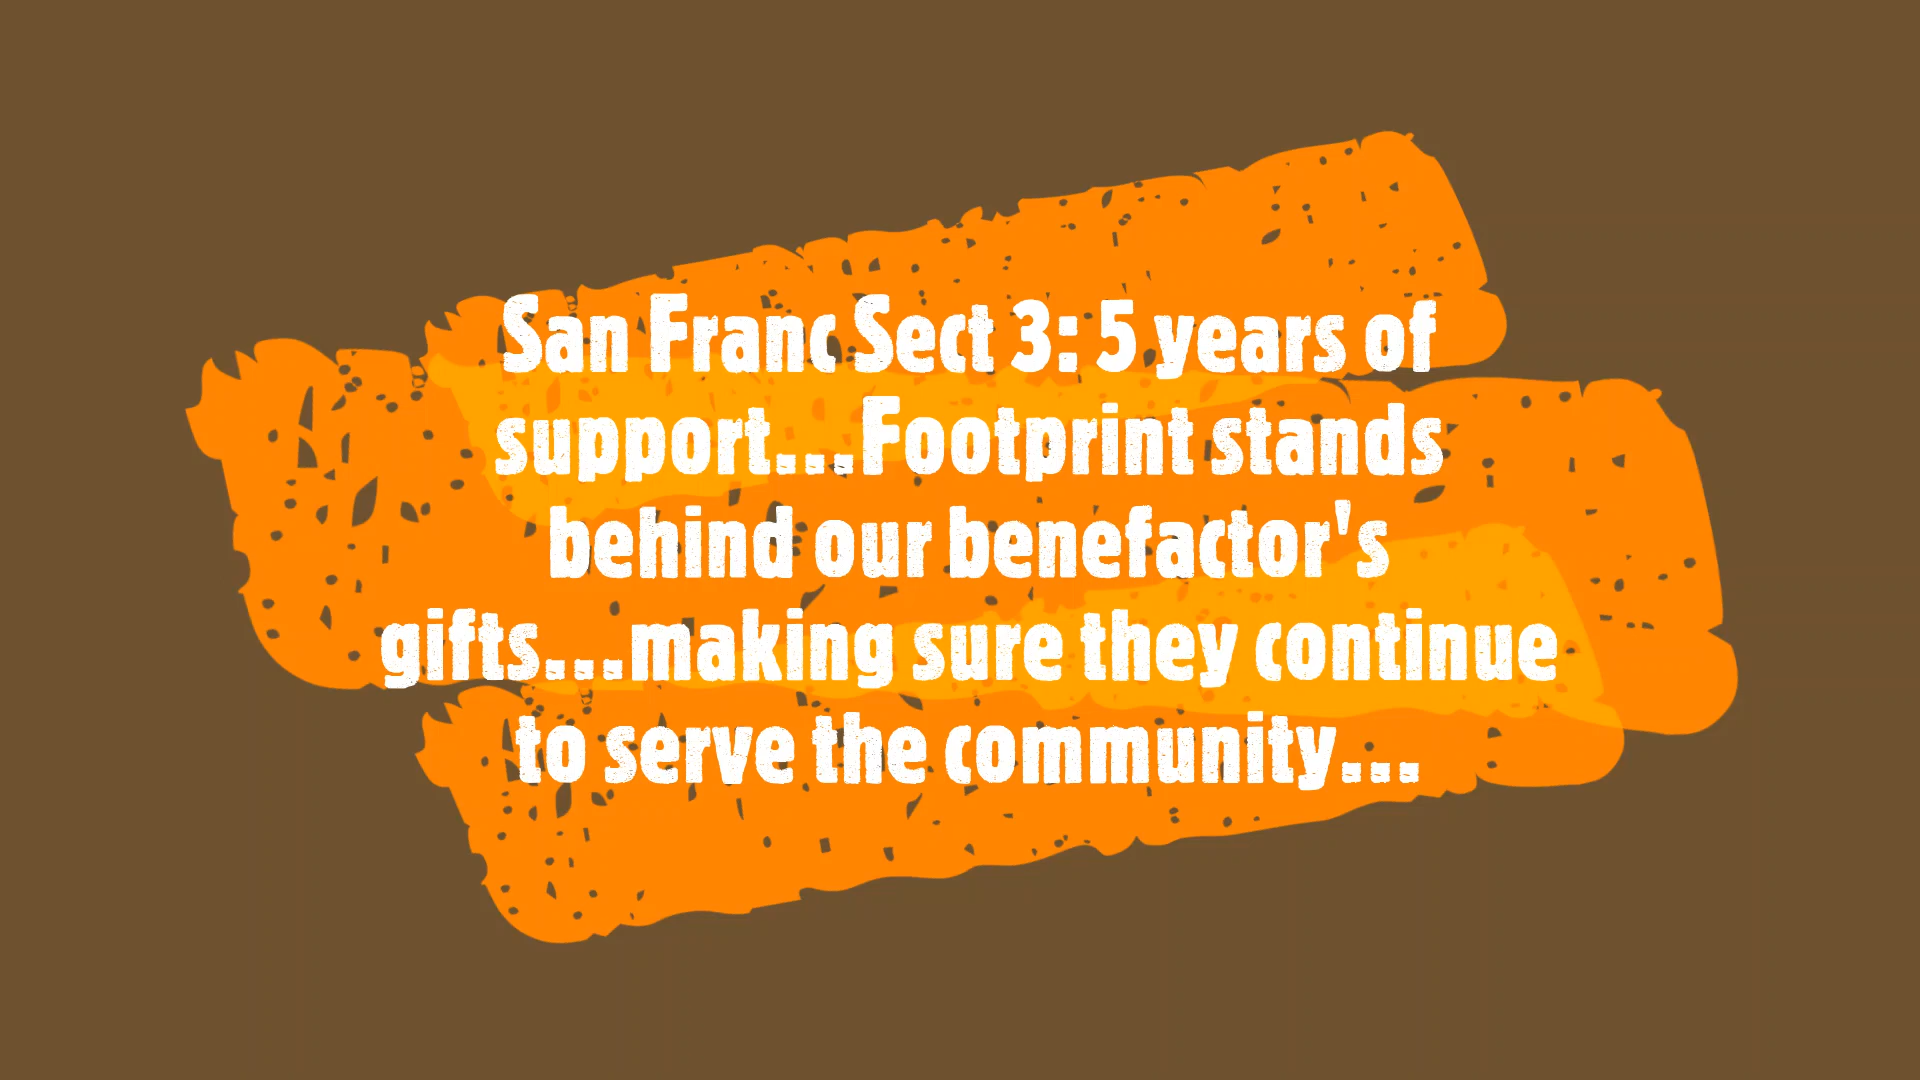 San Franc Sect 3: 5 years of
support...Footprint stands
behind our benefactor's
gifts...making sure they continue
to serve the community...